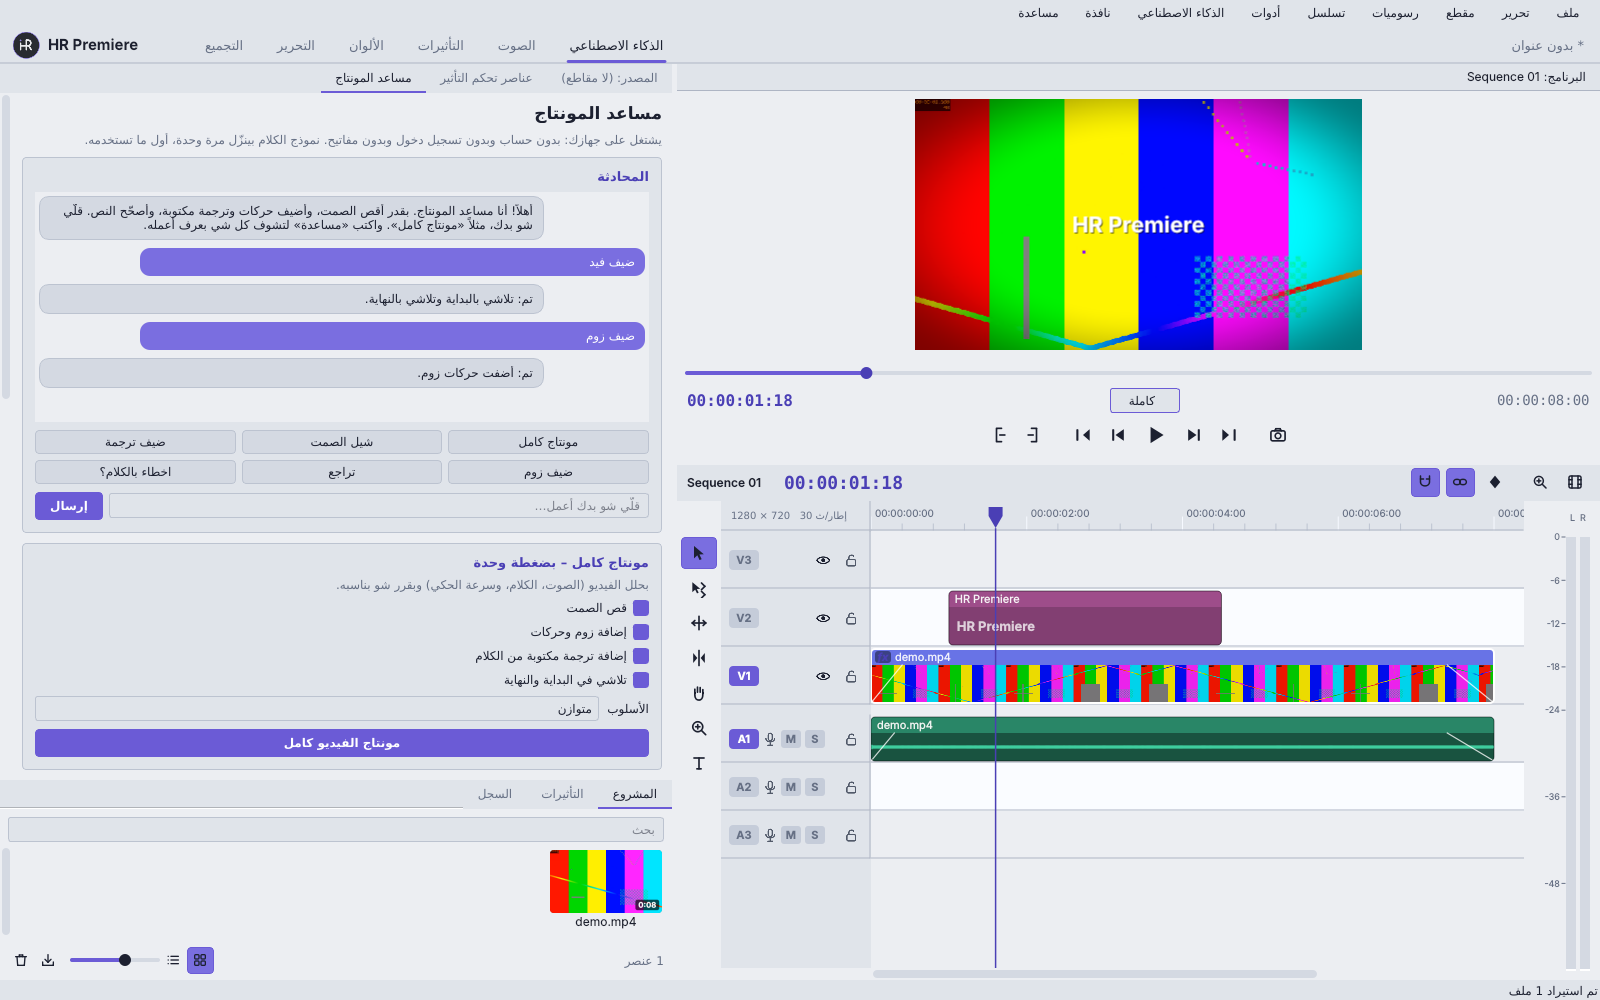 ملف تحرير مقطع رسوميات تسلسل أدوات الذكاء الاصطناعي نافذة مساعدة
* بدون عنوان
الذكاء الاصطناعي الصوت التأثيرات الألوان التحرير التجميع
HR Premiere
البرنامج: Sequence 01
المصدر: (لا مقاطع) عناصر تحكم التأثير مساعد المونتاج
مساعد المونتاج
يشتغل على جهازك: بدون حساب وبدون تسجيل دخول وبدون مفاتيح. نموذج الكلام بينزّل مرة وحدة، أول ما تستخدمه.
المحادثة
أهلاً! أنا مساعد المونتاج. بقدر أقص الصمت، وأضيف حركات وترجمة مكتوبة، وأصحّح النص. قلّي
شو بدك، مثلاً «مونتاج كامل». واكتب «مساعدة» لتشوف كل شي بعرف أعمله.
ضيف فيد
تم: تلاشي بالبداية وتلاشي بالنهاية.
ضيف زوم
تم: أضفت حركات زوم.
مونتاج كامل شيل الصمت ضيف ترجمة
ضيف زوم تراجع اخطاء بالكلام؟
قلّي شو بدك أعمل...
إرسال
مونتاج كامل – بضغطة وحدة
بحلل الفيديو (الصوت، الكلام، وسرعة الحكي) وبقرر شو بناسبه.
قص الصمت
إضافة زوم وحركات
إضافة ترجمة مكتوبة من الكلام
تلاشي في البداية والنهاية
الأسلوب متوازن
مونتاج الفيديو كامل
المشروع التأثيرات السجل
بحث
0:08
demo.mp4
1 عنصر
HR Premiere
00:00:01:18 كاملة 00:00:08:00
Sequence 01 00:00:01:18
1280 × 720 30 إطار/ث
00:00:00:00 00:00:02:00 00:00:04:00 00:00:06:00 00:00
L R
V3
V2
HR Premiere
HR Premiere
V1
demo.mp4
A1 M S
demo.mp4
A2 M S
A3 M S
0
-6
-12
-18
-24
-36
-48
تم استيراد 1 ملف